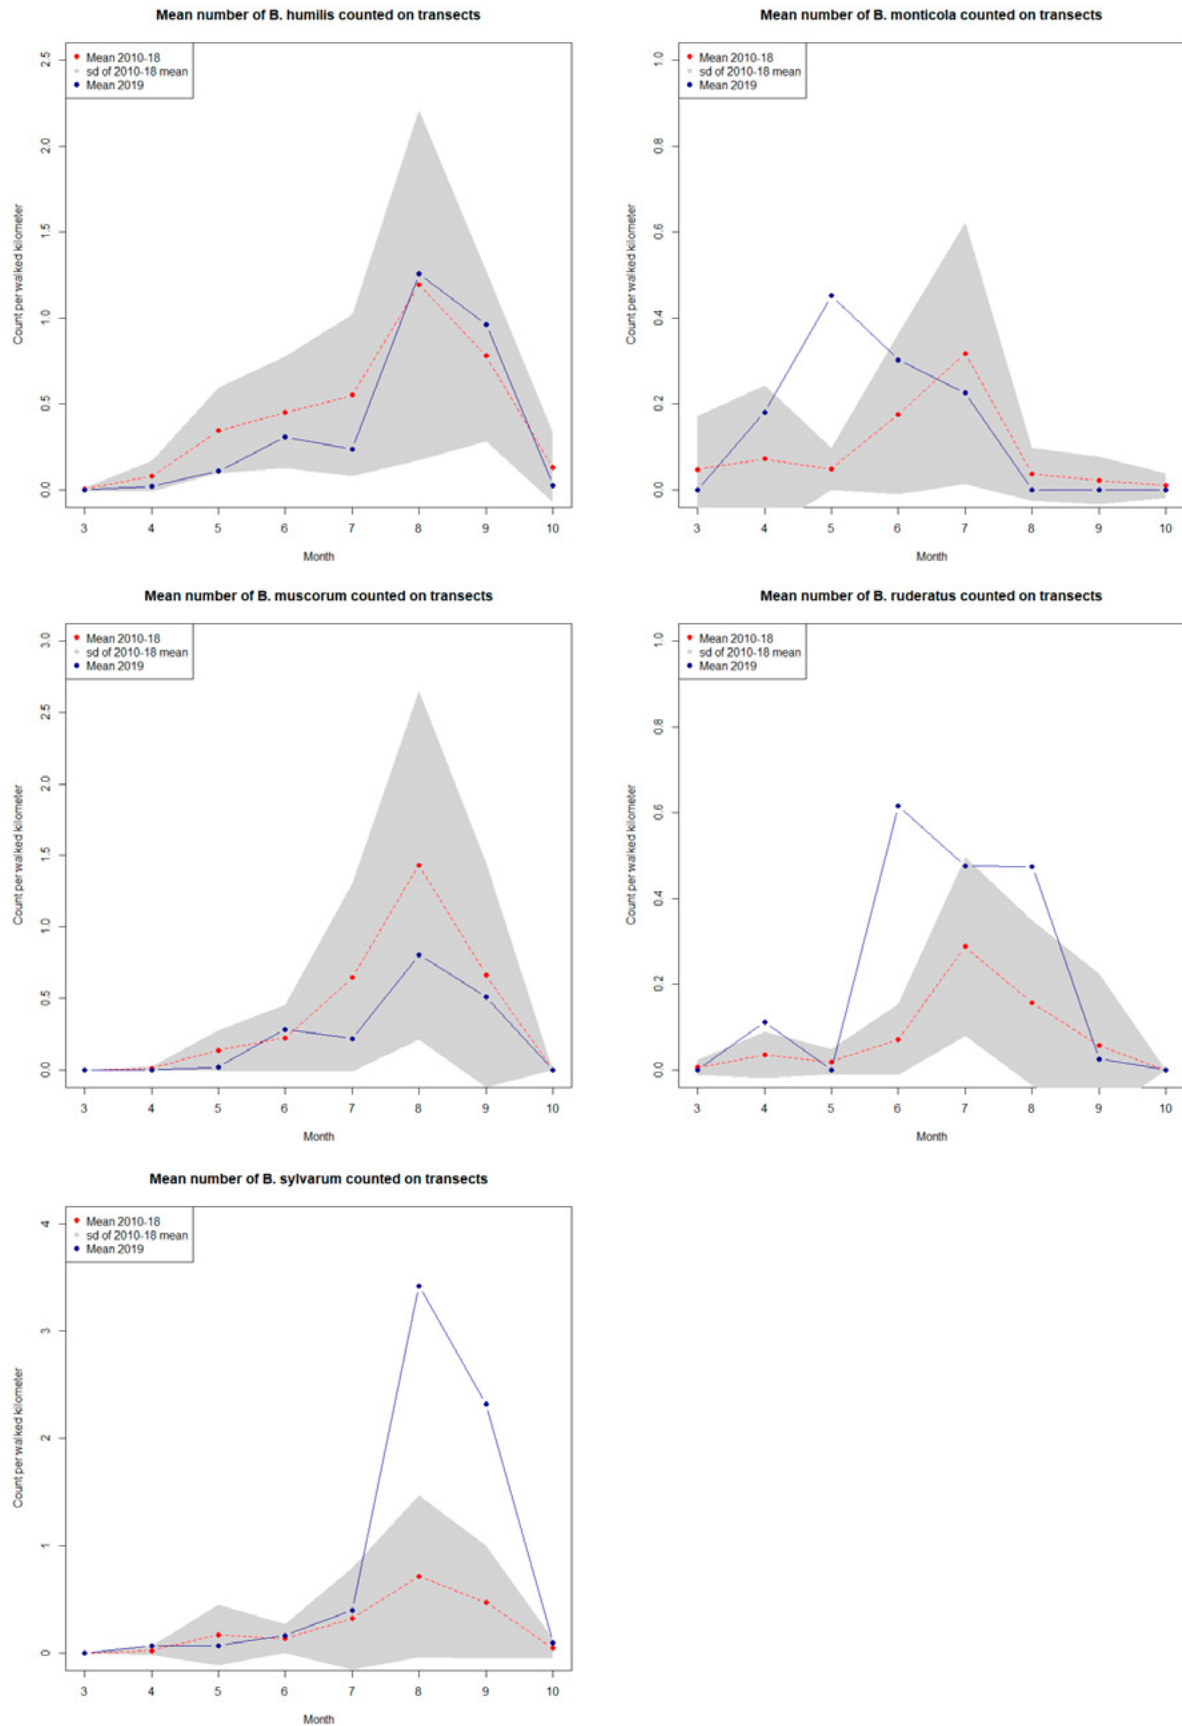 Mean number of B. humilis counted on transects
Mean 2010-18
sd of 2010-18 mean
Mean 2019
Count per walked kilometer
2.5
2.0
1.5
1.0
0.5
0.0
3 4 5 6 7 8 9 10
Month
Mean number of B. monticola counted on transects
Mean 2010-18
sd of 2010-18 mean
Mean 2019
Count per walked kilometer
1.0
0.8
0.6
0.4
0.2
0.0
3 4 5 6 7 8 9 10
Month
Mean number of B. muscorum counted on transects
Mean 2010-18
sd of 2010-18 mean
Mean 2019
Count per walked kilometer
3.0
2.5
2.0
1.5
1.0
0.5
0.0
3 4 5 6 7 8 9 10
Month
Mean number of B. ruderatus counted on transects
Mean 2010-18
sd of 2010-18 mean
Mean 2019
Count per walked kilometer
1.0
0.8
0.6
0.4
0.2
0.0
3 4 5 6 7 8 9 10
Month
Mean number of B. sylvarum counted on transects
Mean 2010-18
sd of 2010-18 mean
Mean 2019
Count per walked kilometer
4
3
2
1
0
3 4 5 6 7 8 9 10
Month